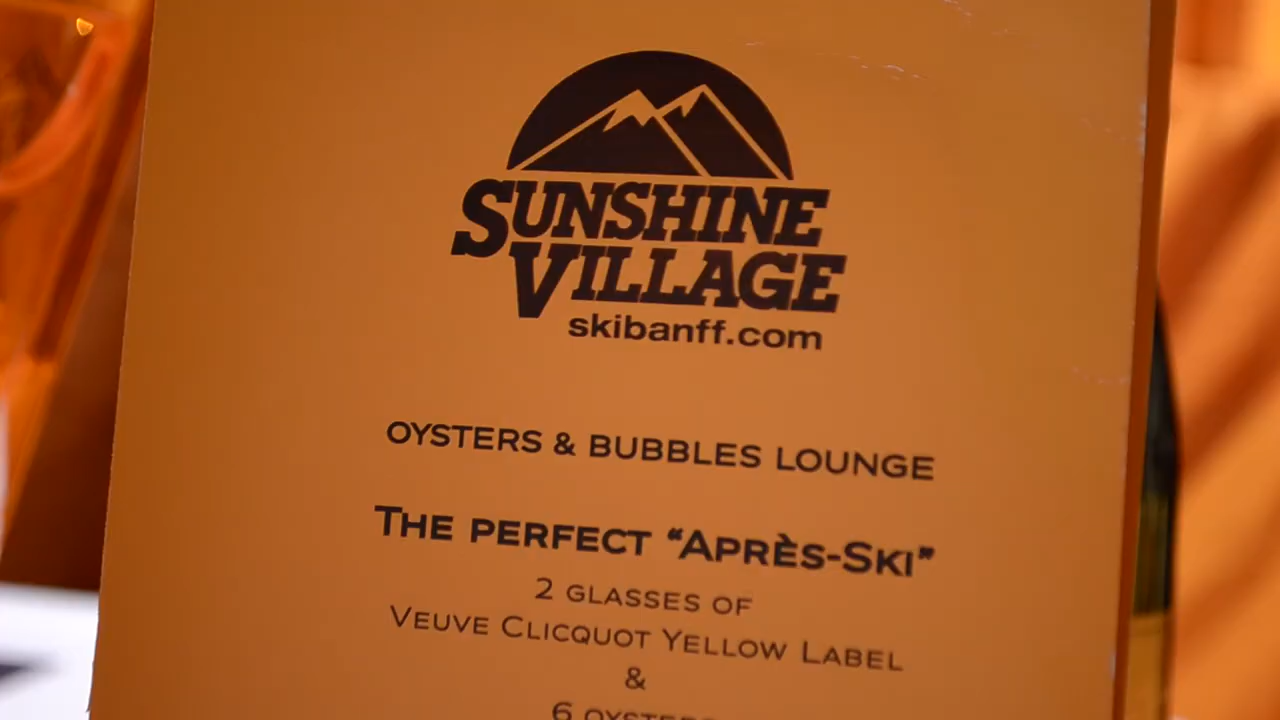 SUNSHINE
VILLAGE
skibanff.com
OYSTERS & BUBBLES LOUNGE
THE PERFECT “APRÈS-SKI”
2 GLASSES OF
VEUVE CLICQUOT YELLOW LABEL
&
6 OYSTERS